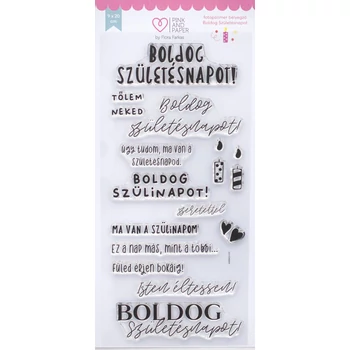 PINK AND PAPER
by Flóra Farkas
BOLDOG
SZÜLETÉSNAPOT!
TŐLEM
NEKED
Boldog
születésnapot!
Úgy tudom, ma van a
születésnapod.
BOLDOG
SZÜLINAPOT!
szeretettel
MA VAN A SZÜLINAPOM!
Ez a nap más, mint a többi...
Füled érjen bokáig!
Isten éltessen!
BOLDOG
születésnapot!